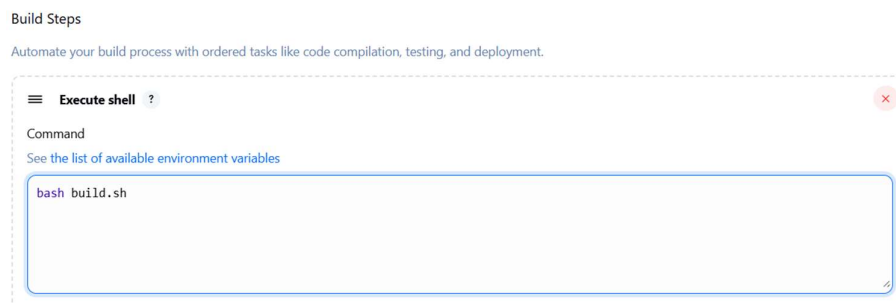 Build Steps
Automate your build process with ordered tasks like code compilation, testing, and deployment.
Execute shell ?
Command
See the list of available environment variables
bash build.sh